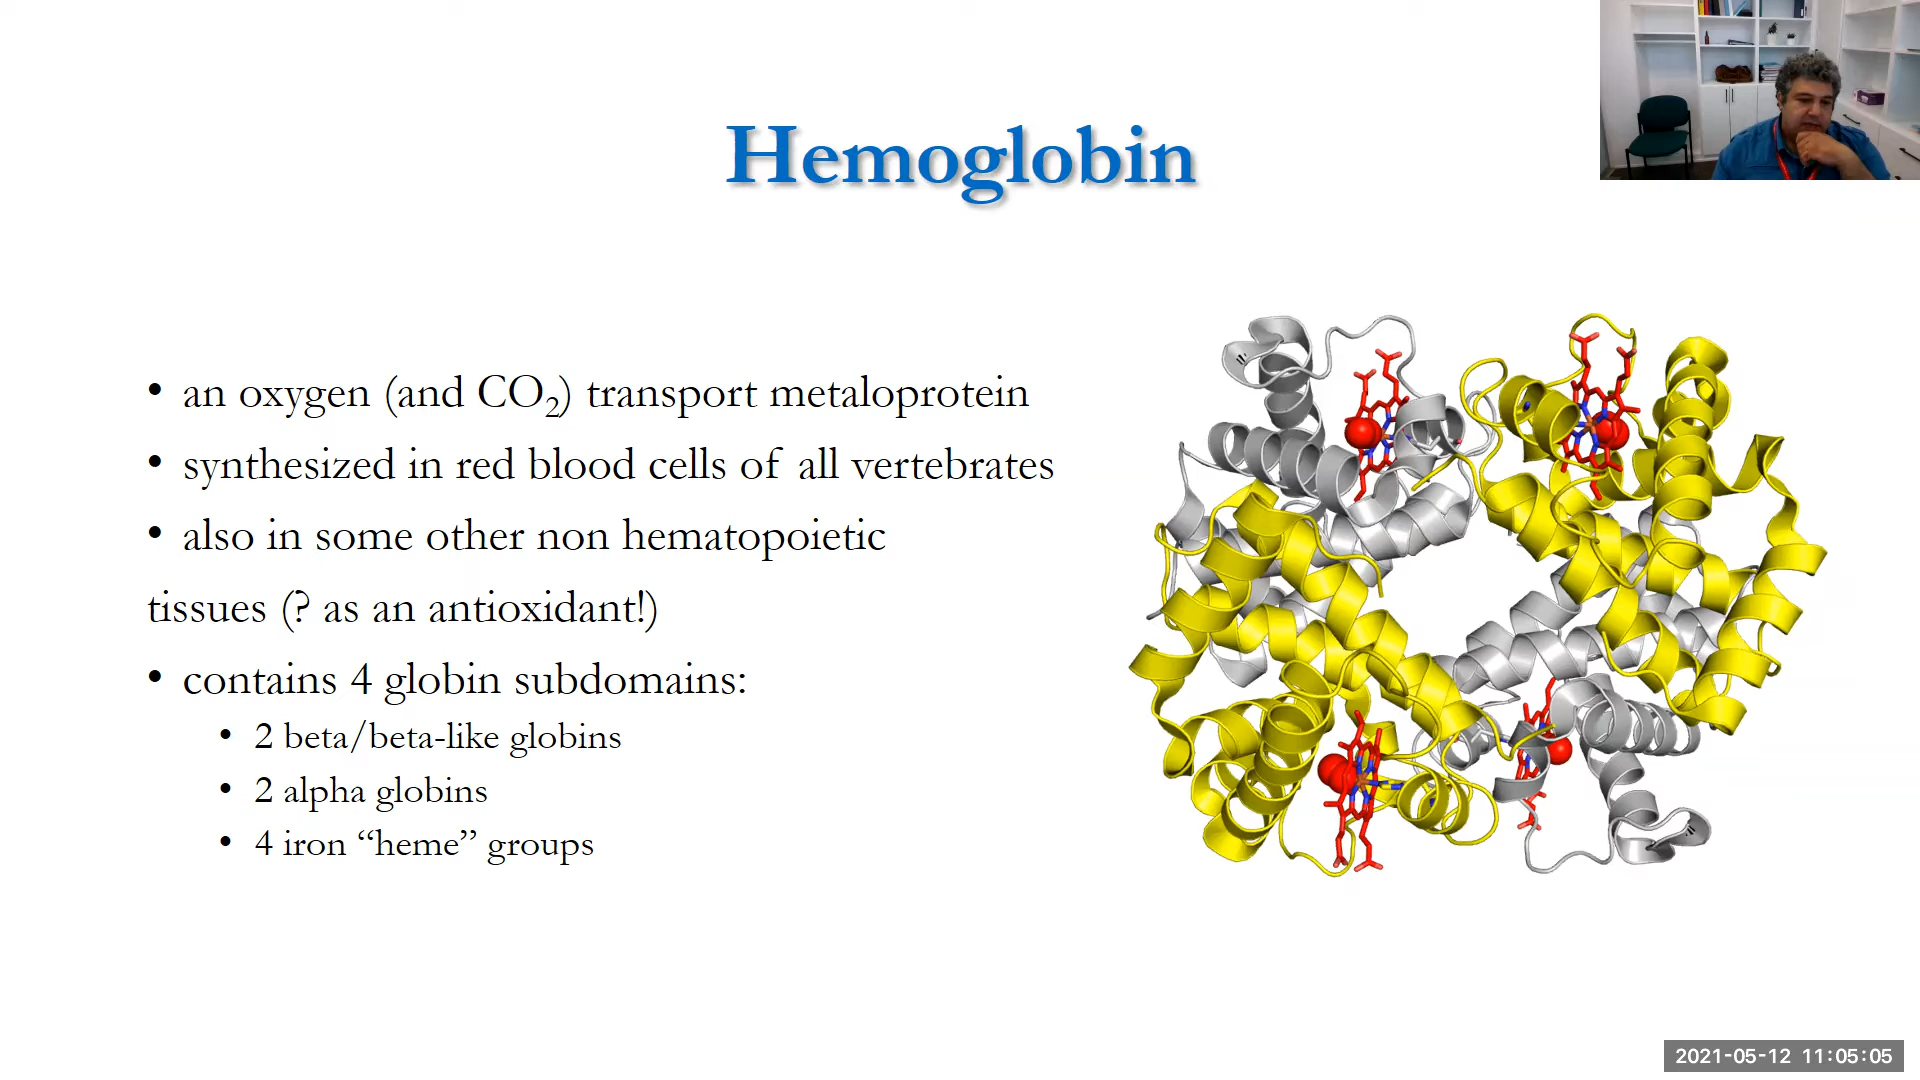 Hemoglobin
• an oxygen (and CO₂) transport metaloprotein
• synthesized in red blood cells of all vertebrates
• also in some other non hematopoietic
tissues (? as an antioxidant!)
• contains 4 globin subdomains:
• 2 beta/beta-like globins
• 2 alpha globins
• 4 iron “heme” groups
2021-05-12 11:05:05